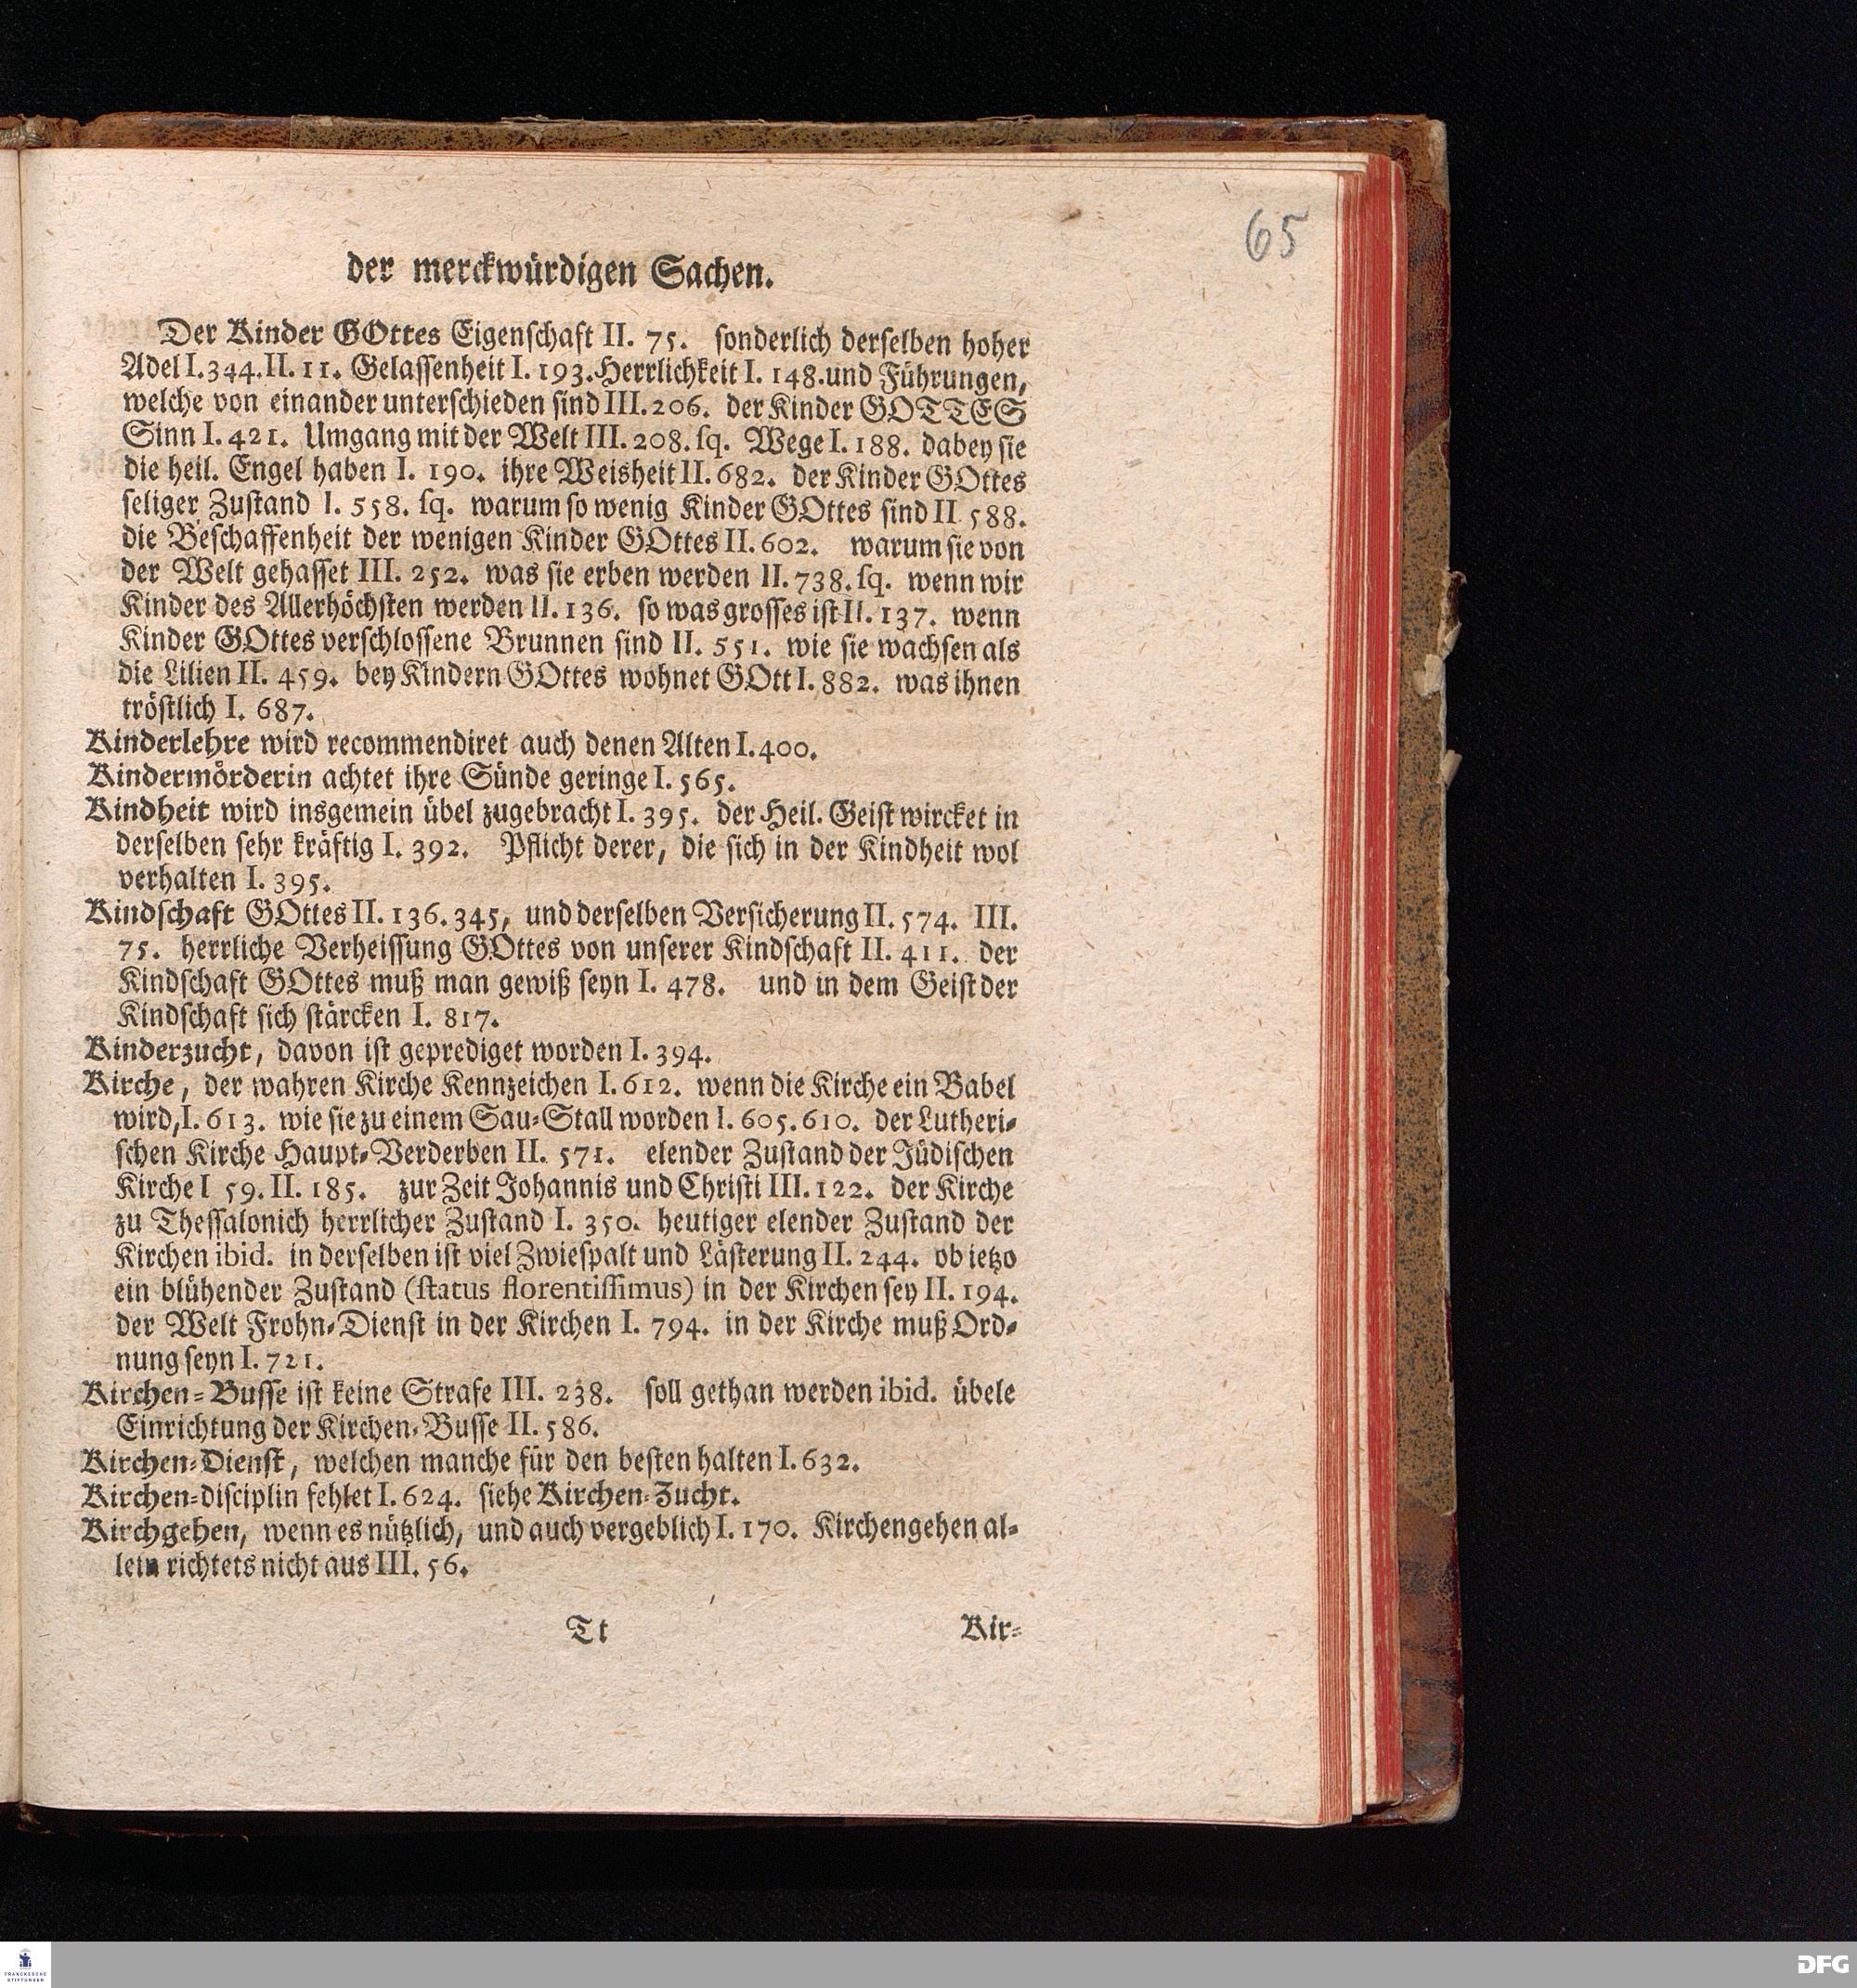 65
der merckwürdigen Sachen.
Der Kinder GOttes Eigenschaft II. 75. sonderlich derselben hoher
Adel I. 344. II. 11. Gelassenheit I. 193. Herrlichkeit I. 148. und Führungen,
welche von einander unterschieden sind III. 206. der Kinder GOTTES
Sinn I. 421. Umgang mit der Welt III. 208. sq. Wege I. 188. dabey sie
die heil. Engel haben I. 190. ihre Weisheit II. 682. der Kinder GOttes
seliger Zustand I. 558. sq. warum so wenig Kinder GOttes sind II 588.
die Beschaffenheit der wenigen Kinder GOttes II. 602. warum sie von
der Welt gehasset III. 252. was sie erben werden II. 738. sq. wenn wir
Kinder des Allerhöchsten werden II. 136. so was grosses ist II. 137. wenn
Kinder GOttes verschlossene Brunnen sind II. 551. wie sie wachsen als
die Lilien II. 459. bey Kindern GOttes wohnet GOtt I. 882. was ihnen
tröstlich I. 687.
Kinderlehre wird recommendiret auch denen Alten I. 400.
Kindermörderin achtet ihre Sünde geringe I. 565.
Kindheit wird insgemein übel zugebracht I. 395. der Heil. Geist wircket in
derselben sehr kräftig I. 392. Pflicht derer, die sich in der Kindheit wol
verhalten I. 395.
Kindschaft GOttes II. 136. 345, und derselben Versicherung II. 574. III.
75. herrliche Verheissung GOttes von unserer Kindschaft II. 411. der
Kindschaft GOttes muß man gewiß seyn I. 478. und in dem Geist der
Kindschaft sich stärcken I. 817.
Kinderzucht, davon ist geprediget worden I. 394.
Kirche, der wahren Kirche Kennzeichen I. 612. wenn die Kirche ein Babel
wird, I. 613. wie sie zu einem Sau-Stall worden I. 605. 610. der Lutheri-
schen Kirche Haupt-Verderben II. 571. elender Zustand der Jüdischen
Kirche I 59. II. 185. zur Zeit Johannis und Christi III. 122. der Kirche
zu Thessalonich herrlicher Zustand I. 350. heutiger elender Zustand der
Kirchen ibid. in derselben ist viel Zwiespalt und Lästerung II. 244. ob ietzo
ein blühender Zustand (status florentissimus) in der Kirchen sey II. 194.
der Welt Frohn-Dienst in der Kirchen I. 794. in der Kirche muß Ord-
nung seyn I. 721.
Kirchen-Busse ist keine Strafe III. 238. soll gethan werden ibid. übele
Einrichtung der Kirchen-Busse II. 586.
Kirchen-Dienst, welchen manche für den besten halten I. 632.
Kirchen-disciplin fehlet I. 624. siehe Kirchen-Zucht.
Kirchgehen, wenn es nützlich, und auch vergeblich I. 170. Kirchengehen al-
lein richtets nicht aus III. 56.
Tt Kir-
FRANCKESCHE STIFTUNGEN
DFG